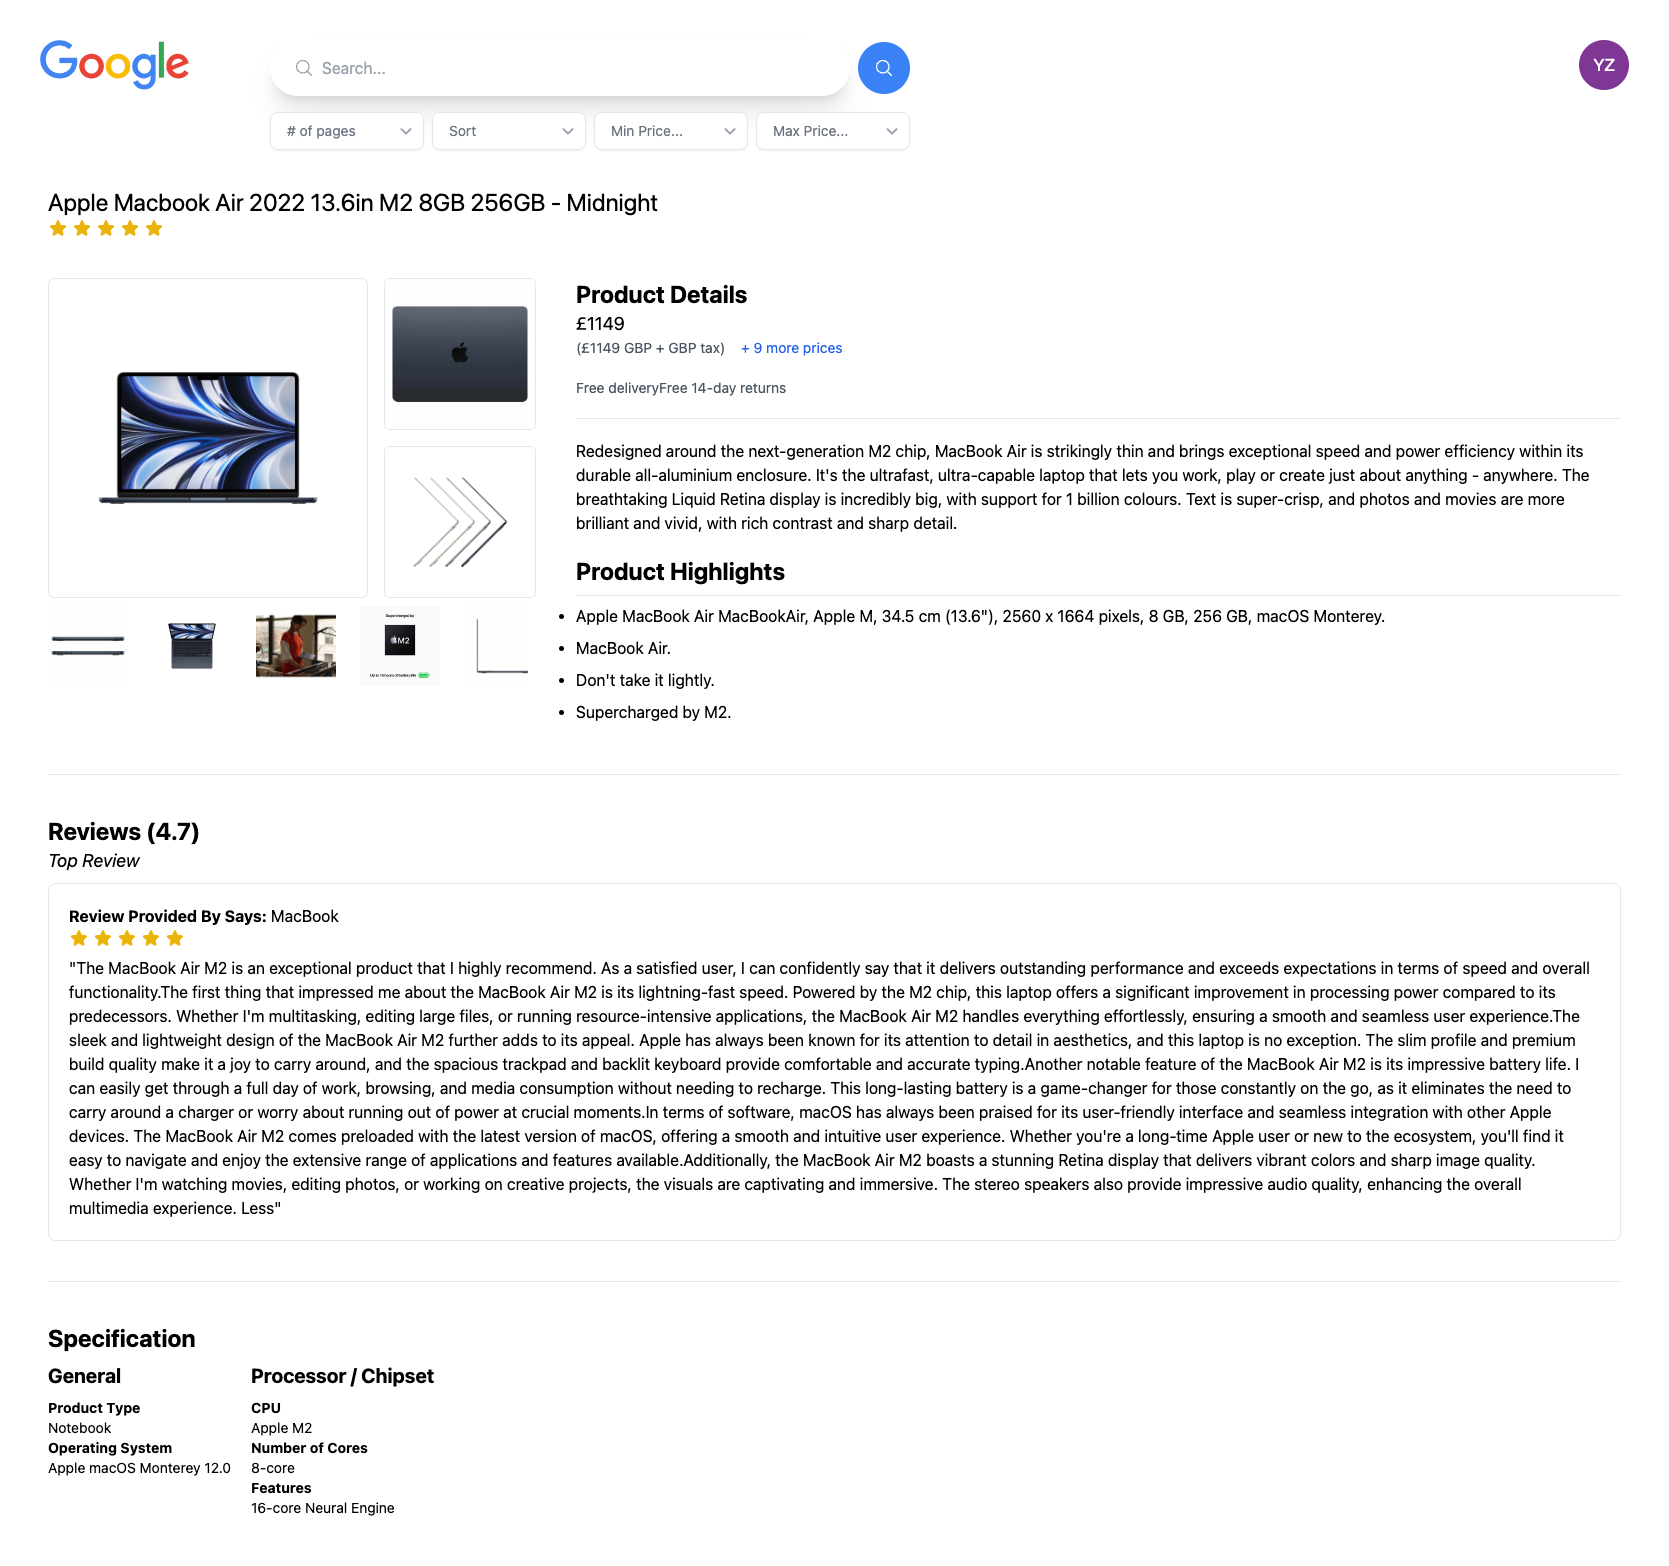 Google
Search...
YZ
# of pages
Sort
Min Price...
Max Price...
Apple Macbook Air 2022 13.6in M2 8GB 256GB - Midnight
Product Details
£1149
(£1149 GBP + GBP tax) + 9 more prices
Free deliveryFree 14-day returns
Redesigned around the next-generation M2 chip, MacBook Air is strikingly thin and brings exceptional speed and power efficiency within its
durable all-aluminium enclosure. It's the ultrafast, ultra-capable laptop that lets you work, play or create just about anything - anywhere. The
breathtaking Liquid Retina display is incredibly big, with support for 1 billion colours. Text is super-crisp, and photos and movies are more
brilliant and vivid, with rich contrast and sharp detail.
Product Highlights
Apple MacBook Air MacBookAir, Apple M, 34.5 cm (13.6"), 2560 x 1664 pixels, 8 GB, 256 GB, macOS Monterey.
MacBook Air.
Don't take it lightly.
Supercharged by M2.
Supercharged by
M2
Up to 18 hours of battery life
Reviews (4.7)
Top Review
Review Provided By Says: MacBook
"The MacBook Air M2 is an exceptional product that I highly recommend. As a satisfied user, I can confidently say that it delivers outstanding performance and exceeds expectations in terms of speed and overall
functionality.The first thing that impressed me about the MacBook Air M2 is its lightning-fast speed. Powered by the M2 chip, this laptop offers a significant improvement in processing power compared to its
predecessors. Whether I'm multitasking, editing large files, or running resource-intensive applications, the MacBook Air M2 handles everything effortlessly, ensuring a smooth and seamless user experience.The
sleek and lightweight design of the MacBook Air M2 further adds to its appeal. Apple has always been known for its attention to detail in aesthetics, and this laptop is no exception. The slim profile and premium
build quality make it a joy to carry around, and the spacious trackpad and backlit keyboard provide comfortable and accurate typing.Another notable feature of the MacBook Air M2 is its impressive battery life. I
can easily get through a full day of work, browsing, and media consumption without needing to recharge. This long-lasting battery is a game-changer for those constantly on the go, as it eliminates the need to
carry around a charger or worry about running out of power at crucial moments.In terms of software, macOS has always been praised for its user-friendly interface and seamless integration with other Apple
devices. The MacBook Air M2 comes preloaded with the latest version of macOS, offering a smooth and intuitive user experience. Whether you're a long-time Apple user or new to the ecosystem, you'll find it
easy to navigate and enjoy the extensive range of applications and features available.Additionally, the MacBook Air M2 boasts a stunning Retina display that delivers vibrant colors and sharp image quality.
Whether I'm watching movies, editing photos, or working on creative projects, the visuals are captivating and immersive. The stereo speakers also provide impressive audio quality, enhancing the overall
multimedia experience. Less"
Specification
General
Product Type
Notebook
Operating System
Apple macOS Monterey 12.0
Processor / Chipset
CPU
Apple M2
Number of Cores
8-core
Features
16-core Neural Engine